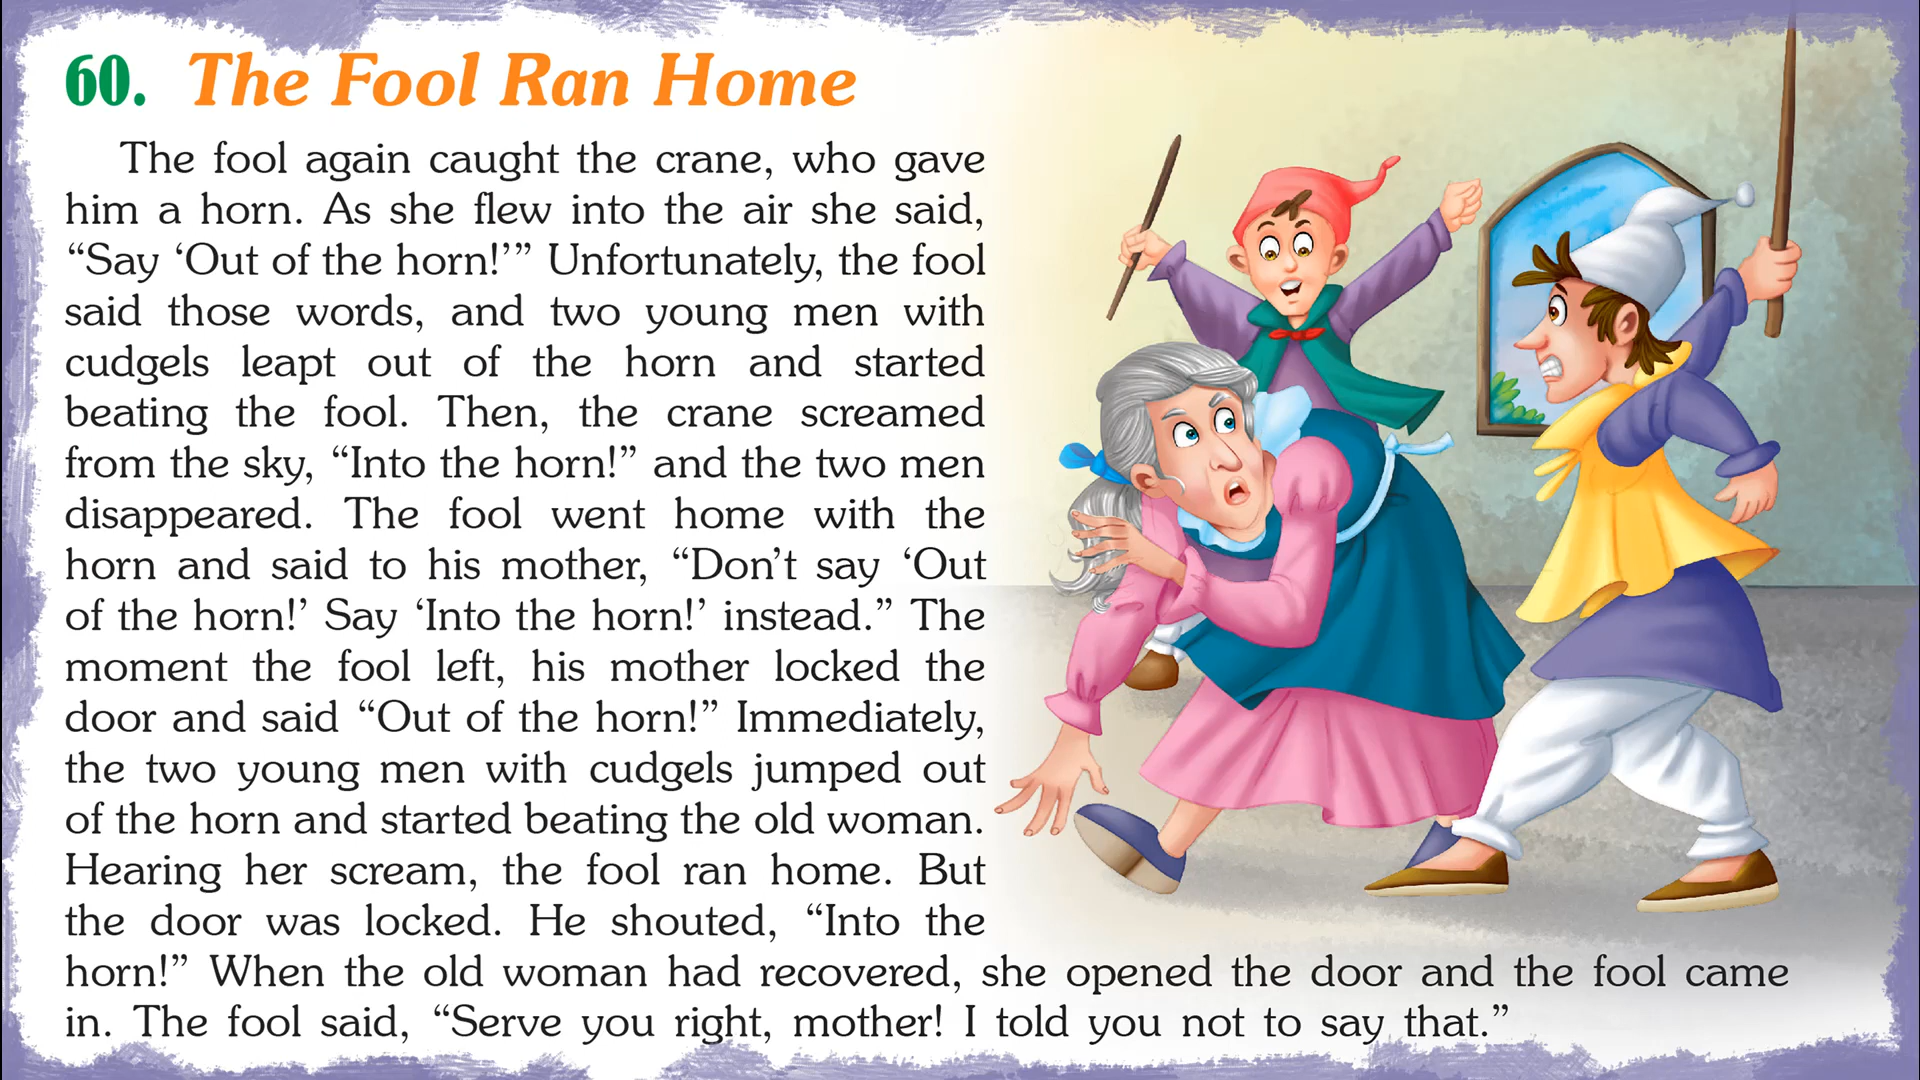 60. The Fool Ran Home
The fool again caught the crane, who gave
him a horn. As she flew into the air she said,
“Say ‘Out of the horn!’” Unfortunately, the fool
said those words, and two young men with
cudgels leapt out of the horn and started
beating the fool. Then, the crane screamed
from the sky, “Into the horn!” and the two men
disappeared. The fool went home with the
horn and said to his mother, “Don’t say ‘Out
of the horn!’ Say ‘Into the horn!’ instead.” The
moment the fool left, his mother locked the
door and said “Out of the horn!” Immediately,
the two young men with cudgels jumped out
of the horn and started beating the old woman.
Hearing her scream, the fool ran home. But
the door was locked. He shouted, “Into the
horn!” When the old woman had recovered, she opened the door and the fool came
in. The fool said, “Serve you right, mother! I told you not to say that.”